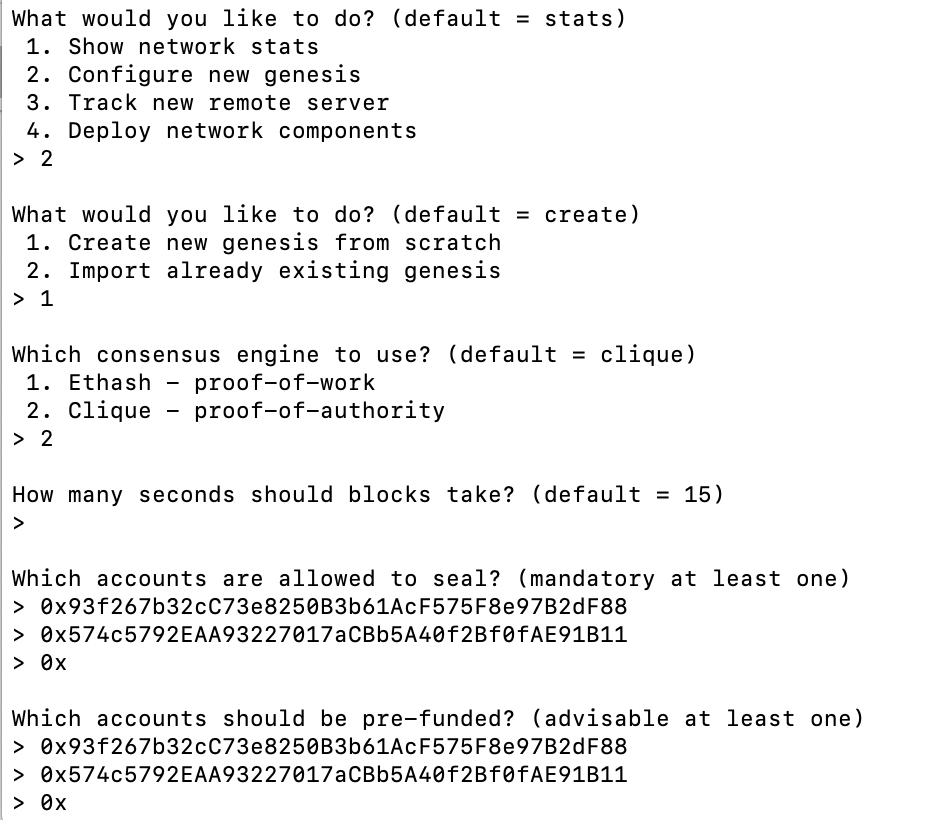 What would you like to do? (default = stats)
1. Show network stats
2. Configure new genesis
3. Track new remote server
4. Deploy network components
> 2
What would you like to do? (default = create)
1. Create new genesis from scratch
2. Import already existing genesis
> 1
Which consensus engine to use? (default = clique)
1. Ethash - proof-of-work
2. Clique - proof-of-authority
> 2
How many seconds should blocks take? (default = 15)
>
Which accounts are allowed to seal? (mandatory at least one)
> 0x93f267b32cC73e8250B3b61AcF575F8e97B2dF88
> 0x574c5792EAA93227017aCBb5A40f2Bf0fAE91B11
> 0x
Which accounts should be pre-funded? (advisable at least one)
> 0x93f267b32cC73e8250B3b61AcF575F8e97B2dF88
> 0x574c5792EAA93227017aCBb5A40f2Bf0fAE91B11
> 0x